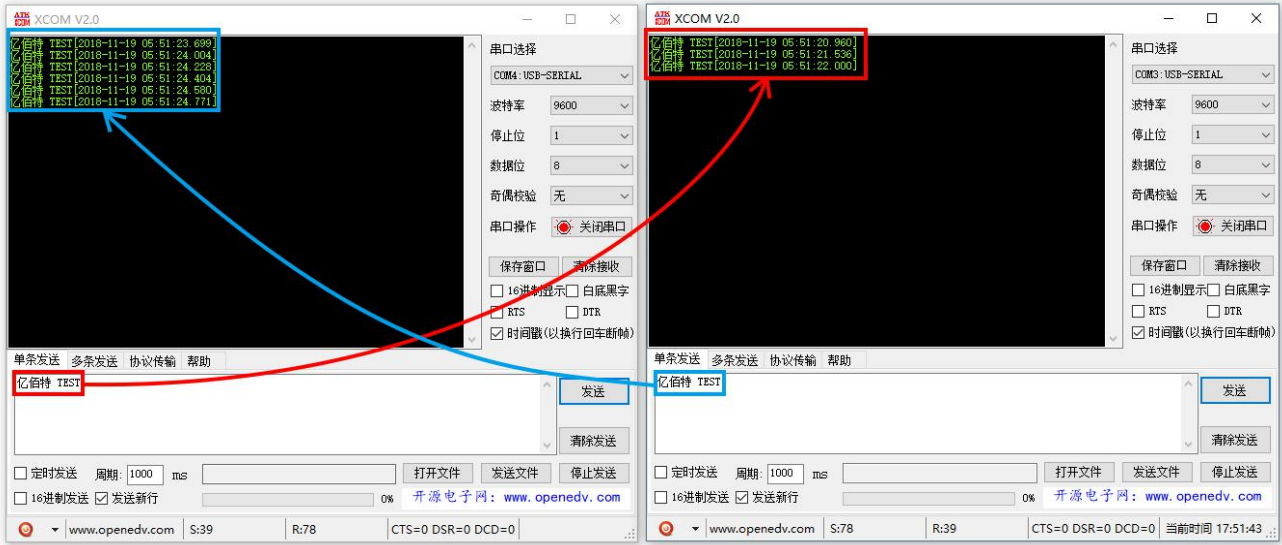 ATK COM XCOM V2.0
亿佰特 TEST[2018-11-19 05:51:23.699]
亿佰特 TEST[2018-11-19 05:51:24.004]
亿佰特 TEST[2018-11-19 05:51:24.228]
亿佰特 TEST[2018-11-19 05:51:24.404]
亿佰特 TEST[2018-11-19 05:51:24.580]
亿佰特 TEST[2018-11-19 05:51:24.771]
串口选择
COM4:USB-SERIAL
波特率 9600
停止位 1
数据位 8
奇偶校验 无
串口操作 关闭串口
保存窗口 清除接收
16进制显示 白底黑字
RTS DTR
时间戳(以换行回车断帧)
单条发送 多条发送 协议传输 帮助
亿佰特 TEST
发送
清除发送
定时发送 周期: 1000 ms 打开文件 发送文件 停止发送
16进制发送 发送新行 0% 开源电子网：www.openedv.com
www.openedv.com S:39 R:78 CTS=0 DSR=0 DCD=0
ATK COM XCOM V2.0
亿佰特 TEST[2018-11-19 05:51:20.960]
亿佰特 TEST[2018-11-19 05:51:21.536]
亿佰特 TEST[2018-11-19 05:51:22.000]
串口选择
COM3:USB-SERIAL
波特率 9600
停止位 1
数据位 8
奇偶校验 无
串口操作 关闭串口
保存窗口 清除接收
16进制显示 白底黑字
RTS DTR
时间戳(以换行回车断帧)
单条发送 多条发送 协议传输 帮助
亿佰特 TEST
发送
清除发送
定时发送 周期: 1000 ms 打开文件 发送文件 停止发送
16进制发送 发送新行 0% 开源电子网：www.openedv.com
www.openedv.com S:78 R:39 CTS=0 DSR=0 DCD=0 当前时间 17:51:43